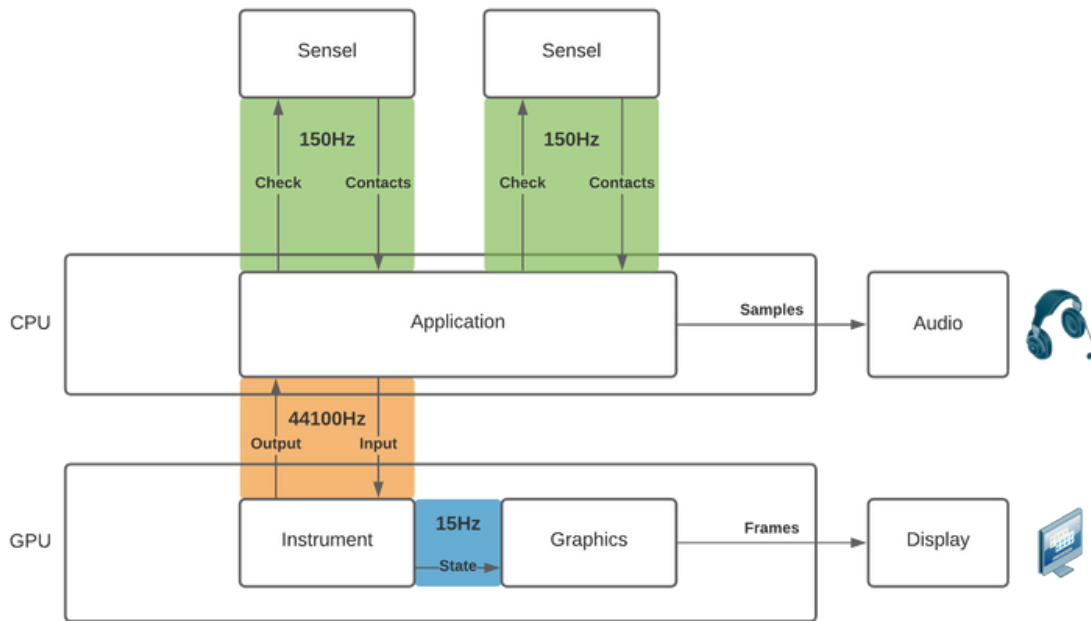 Sensel
Sensel
150Hz
150Hz
Check
Contacts
Check
Contacts
CPU
Application
Samples
Audio
44100Hz
Output
Input
GPU
Instrument
15Hz
State
Graphics
Frames
Display